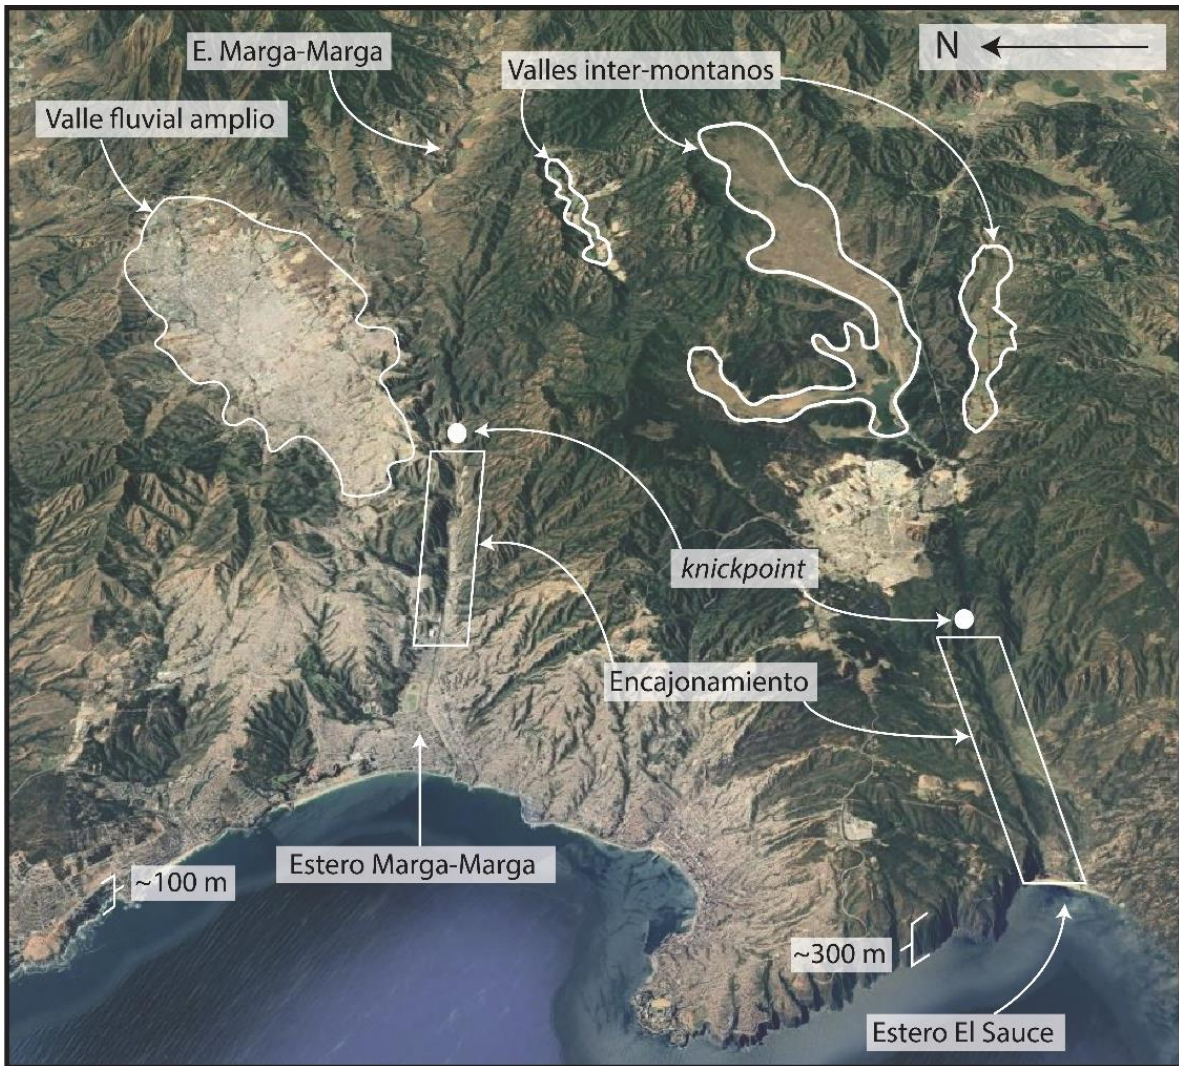 E. Marga-Marga
Valles inter-montanos
N
Valle fluvial amplio
knickpoint
Encajonamiento
Estero Marga-Marga
~100 m
~300 m
Estero El Sauce